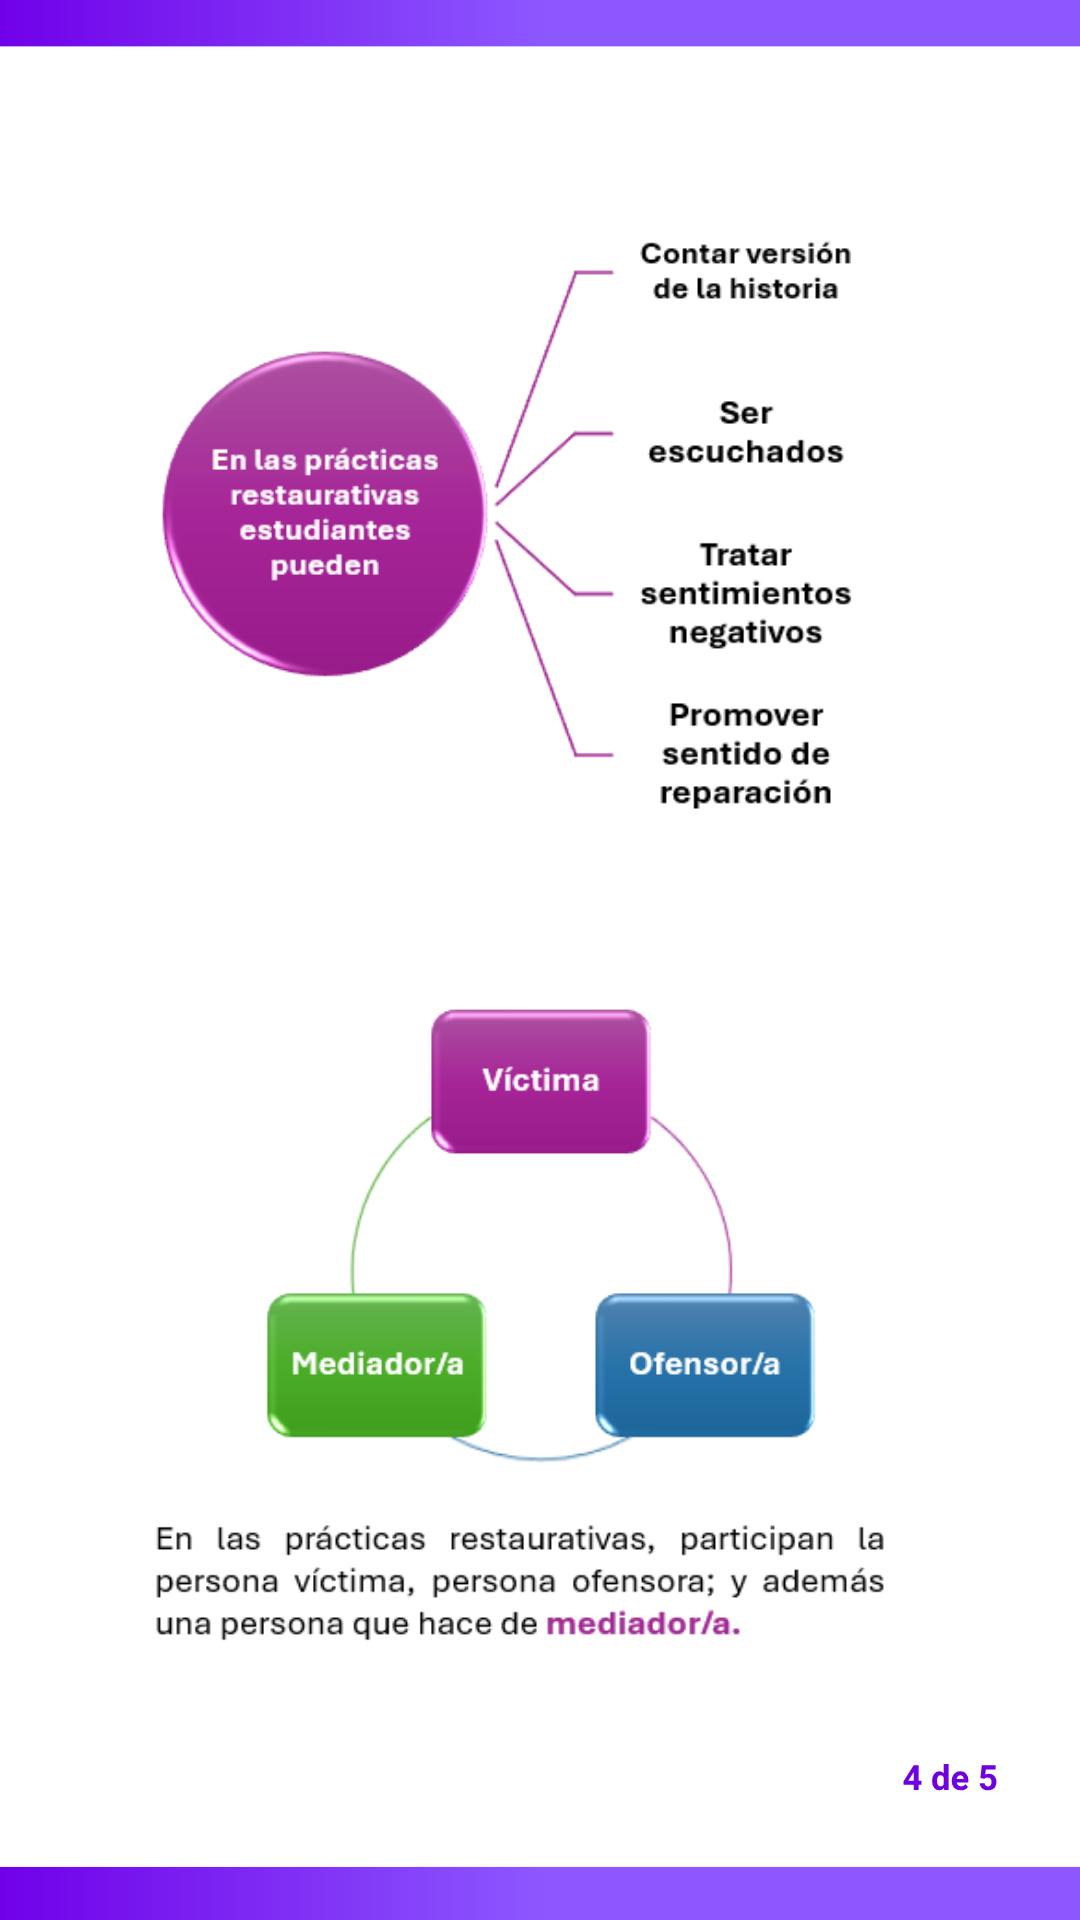 En las prácticas
restaurativas
estudiantes
pueden
Contar versión
de la historia
Ser
escuchados
Tratar
sentimientos
negativos
Promover
sentido de
reparación
Víctima
Mediador/a
Ofensor/a
En las prácticas restaurativas, participan la
persona víctima, persona ofensora; y además
una persona que hace de mediador/a.
4 de 5